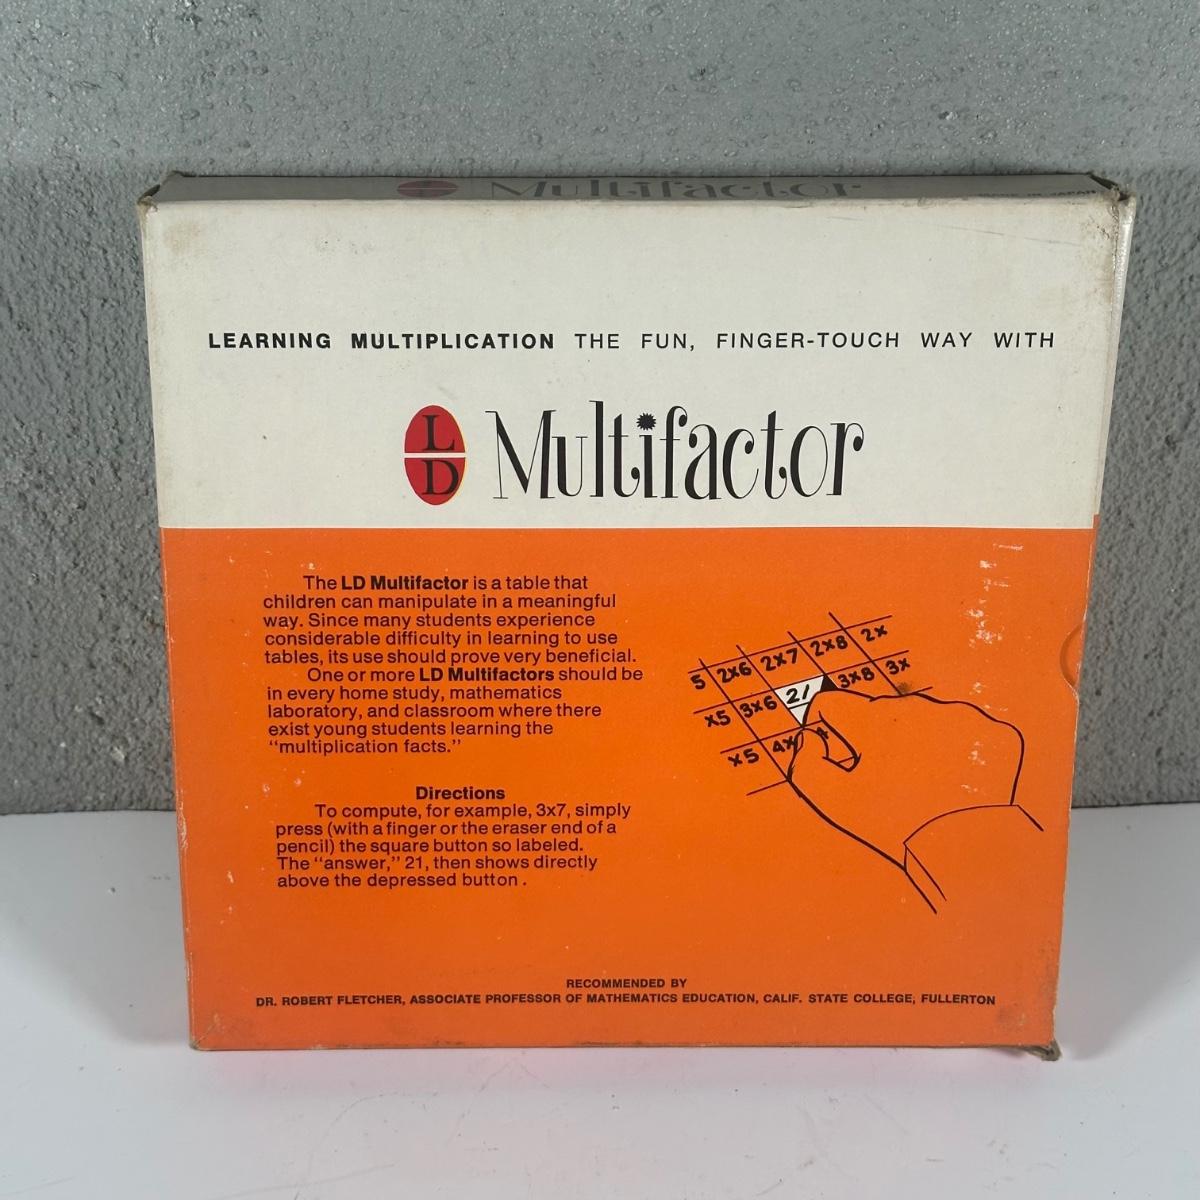 Multifactor
MADE IN JAPAN
LEARNING MULTIPLICATION THE FUN, FINGER-TOUCH WAY WITH
L
D
Multifactor
The LD Multifactor is a table that
children can manipulate in a meaningful
way. Since many students experience
considerable difficulty in learning to use
tables, its use should prove very beneficial.
One or more LD Multifactors should be
in every home study, mathematics
laboratory, and classroom where there
exist young students learning the
"multiplication facts."
Directions
To compute, for example, 3x7, simply
press (with a finger or the eraser end of a
pencil) the square button so labeled.
The "answer," 21, then shows directly
above the depressed button.
5 2x6 2x7 2x8 2x
x5 3x6 21 3x8 3x
x5 4x
RECOMMENDED BY
DR. ROBERT FLETCHER, ASSOCIATE PROFESSOR OF MATHEMATICS EDUCATION, CALIF. STATE COLLEGE, FULLERTON